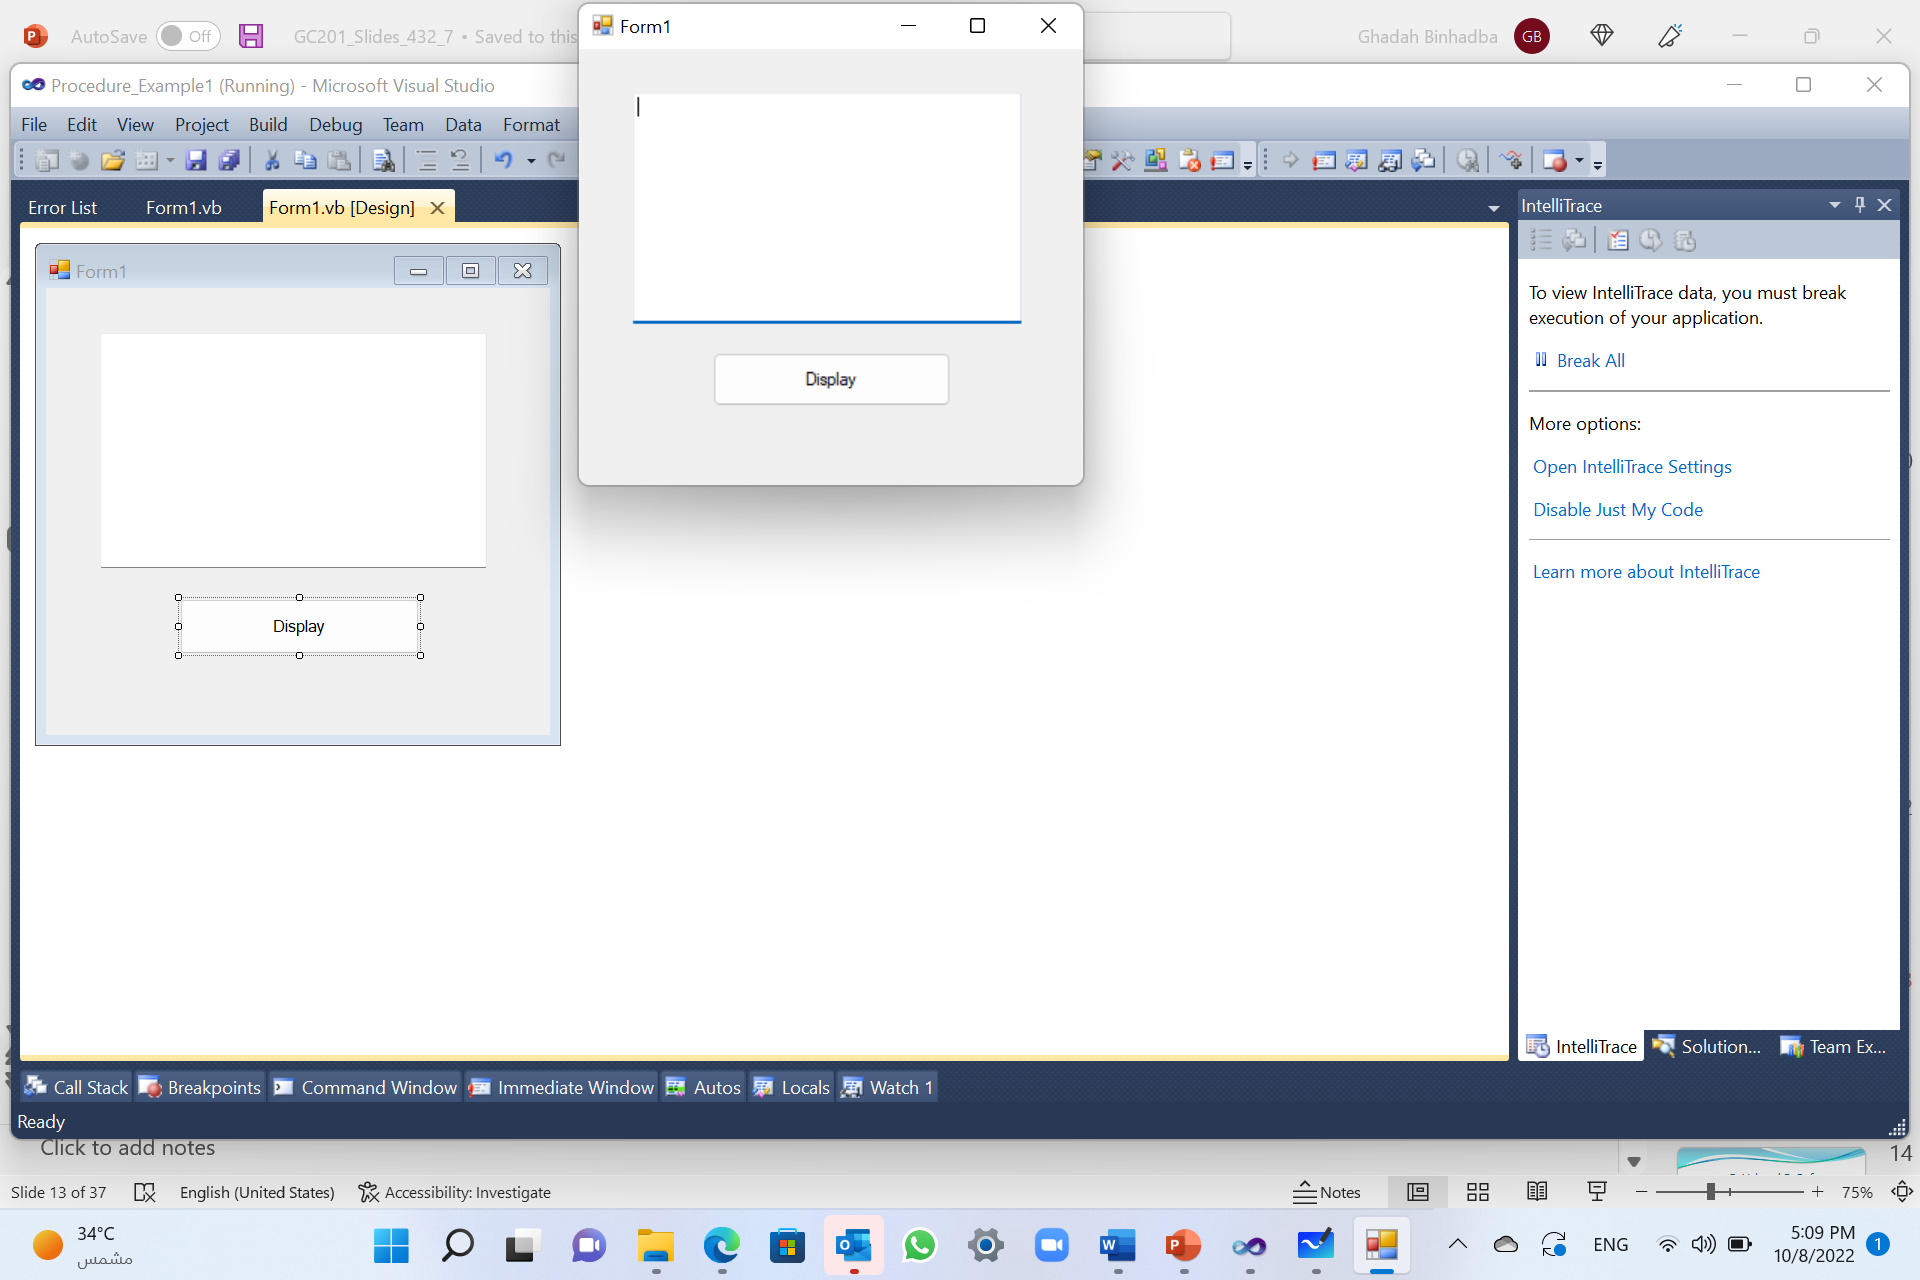 AutoSave Off GC201_Slides_432_7 • Saved to this
Ghadah Binhadba GB
Form1
Procedure_Example1 (Running) - Microsoft Visual Studio
File Edit View Project Build Debug Team Data Format
Error List Form1.vb Form1.vb [Design]
Form1
Display
Display
IntelliTrace
To view IntelliTrace data, you must break
execution of your application.
Break All
More options:
Open IntelliTrace Settings
Disable Just My Code
Learn more about IntelliTrace
IntelliTrace Solution... Team Ex...
Call Stack Breakpoints Command Window Immediate Window Autos Locals Watch 1
Ready
Click to add notes
14
Slide 13 of 37 English (United States) Accessibility: Investigate Notes 75%
34°C
مشمس
ENG
5:09 PM
10/8/2022 1